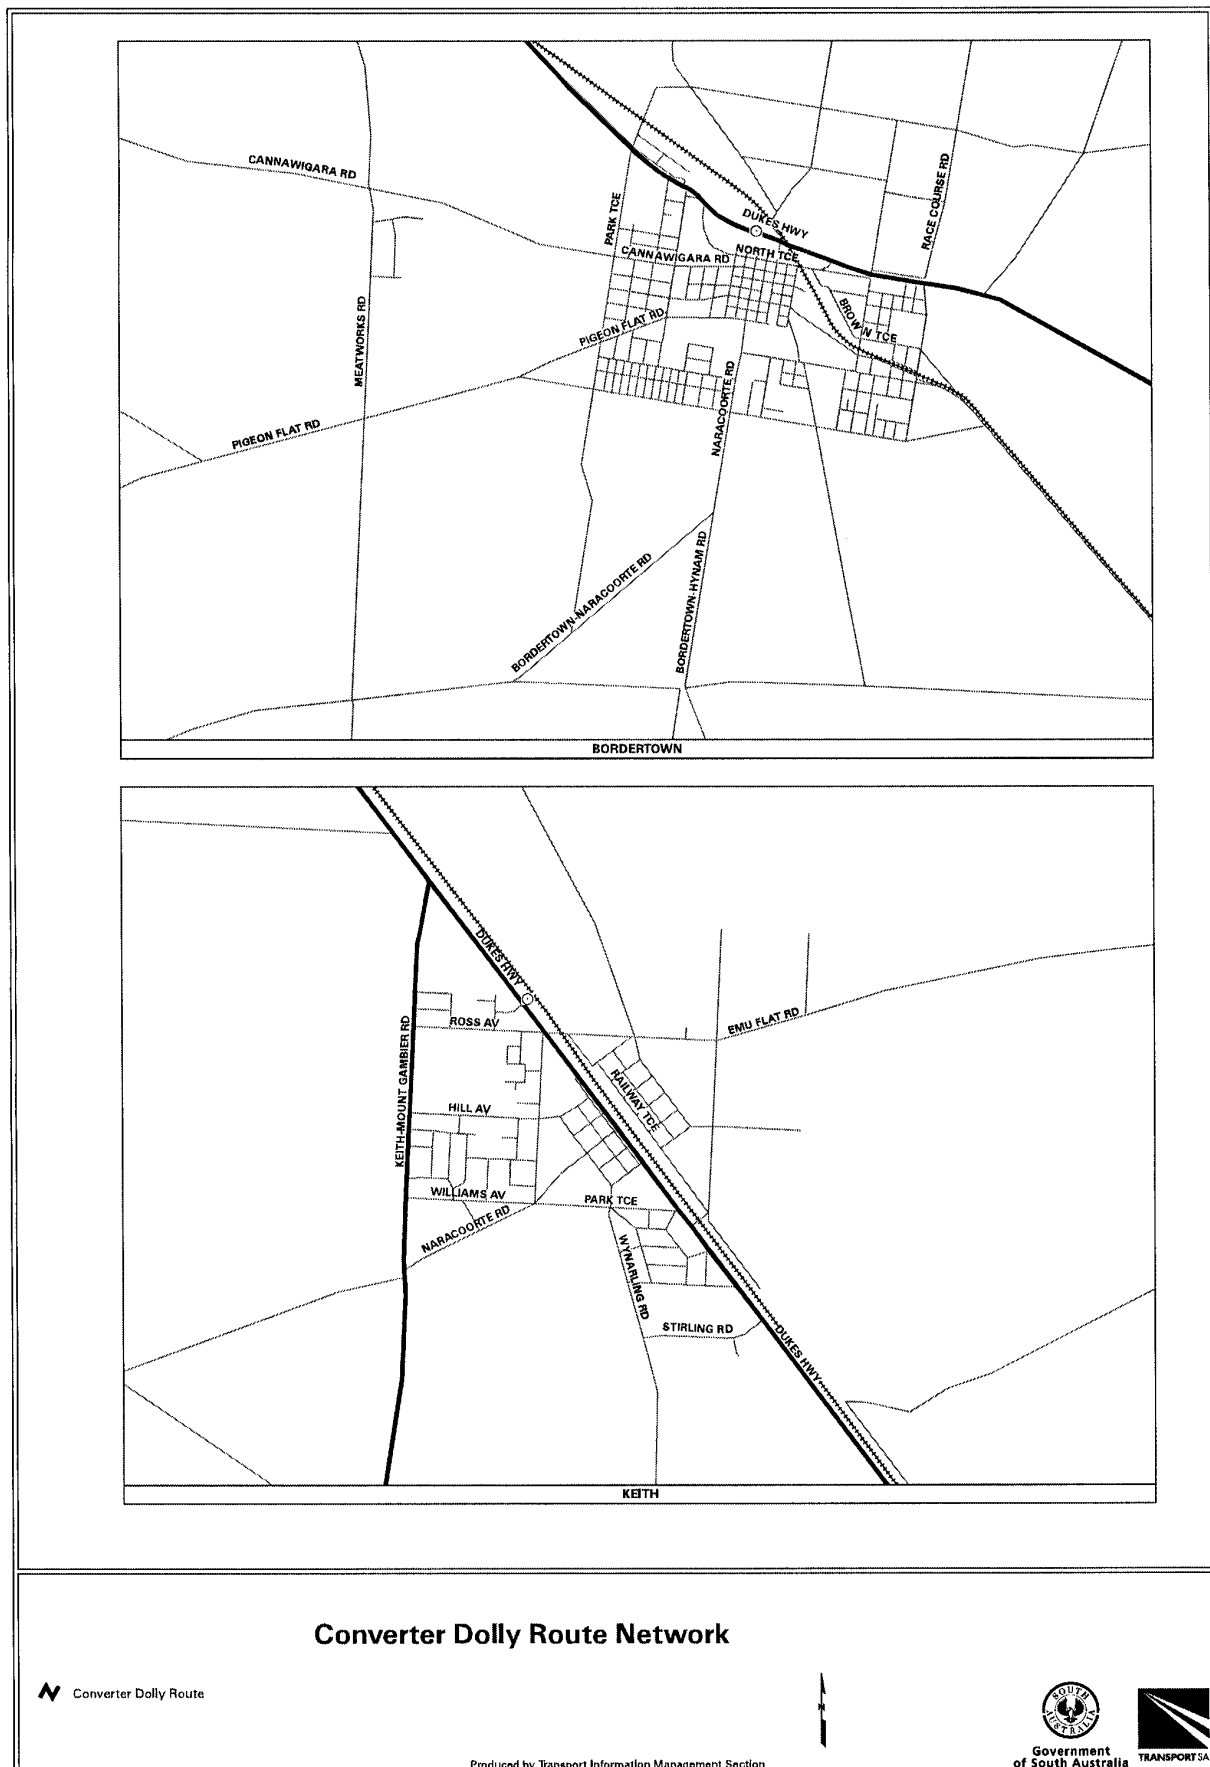 CANNAWIGARA RD
PARK TCE
RACE COURSE RD
DUKES HWY
NORTH TCE
CANNAWIGARA RD
MEATWORKS RD
PIGEON FLAT RD
BROWN TCE
NARACOORTE RD
PIGEON FLAT RD
BORDERTOWN-NARACOORTE RD
BORDERTOWN-HYNAM RD
BORDERTOWN
DUKES HWY
KEITH-MOUNT GAMBIER RD
ROSS AV
EMU FLAT RD
RAILWAY TCE
HILL AV
WILLIAMS AV
PARK TCE
NARACOORTE RD
WYNARLING RD
STIRLING RD
DUKES HWY
KEITH
Converter Dolly Route Network
Converter Dolly Route
N
SOUTH AUSTRALIA
Government
of South Australia
TRANSPORT SA
Produced by Transport Information Management Section